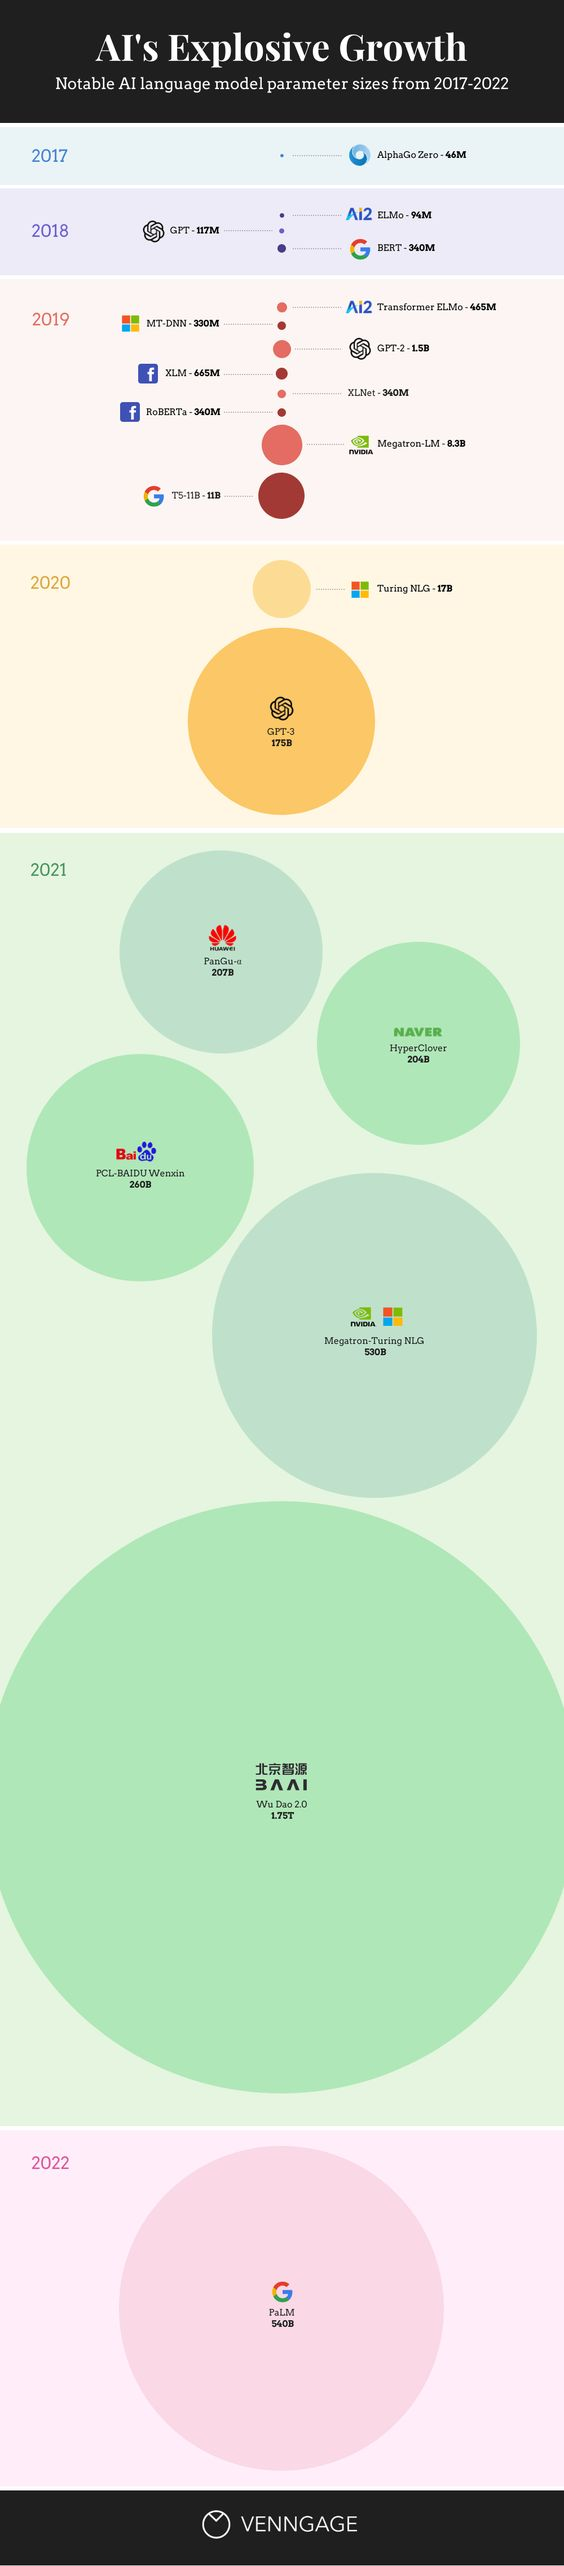 AI's Explosive Growth
Notable AI language model parameter sizes from 2017-2022
2017
AlphaGo Zero - 46M
2018
Ai2 ELMo - 94M
GPT - 117M
BERT - 340M
2019
Ai2 Transformer ELMo - 465M
MT-DNN - 330M
GPT-2 - 1.5B
XLM - 665M
XLNet - 340M
RoBERTa - 340M
NVIDIA Megatron-LM - 8.3B
T5-11B - 11B
2020
Turing NLG - 17B
GPT-3
175B
2021
HUAWEI
PanGu-α
207B
NAVER
HyperClover
204B
Bai du
PCL-BAIDU Wenxin
260B
NVIDIA
Megatron-Turing NLG
530B
北京智源
BAAI
Wu Dao 2.0
1.75T
2022
PaLM
540B
VENNGAGE